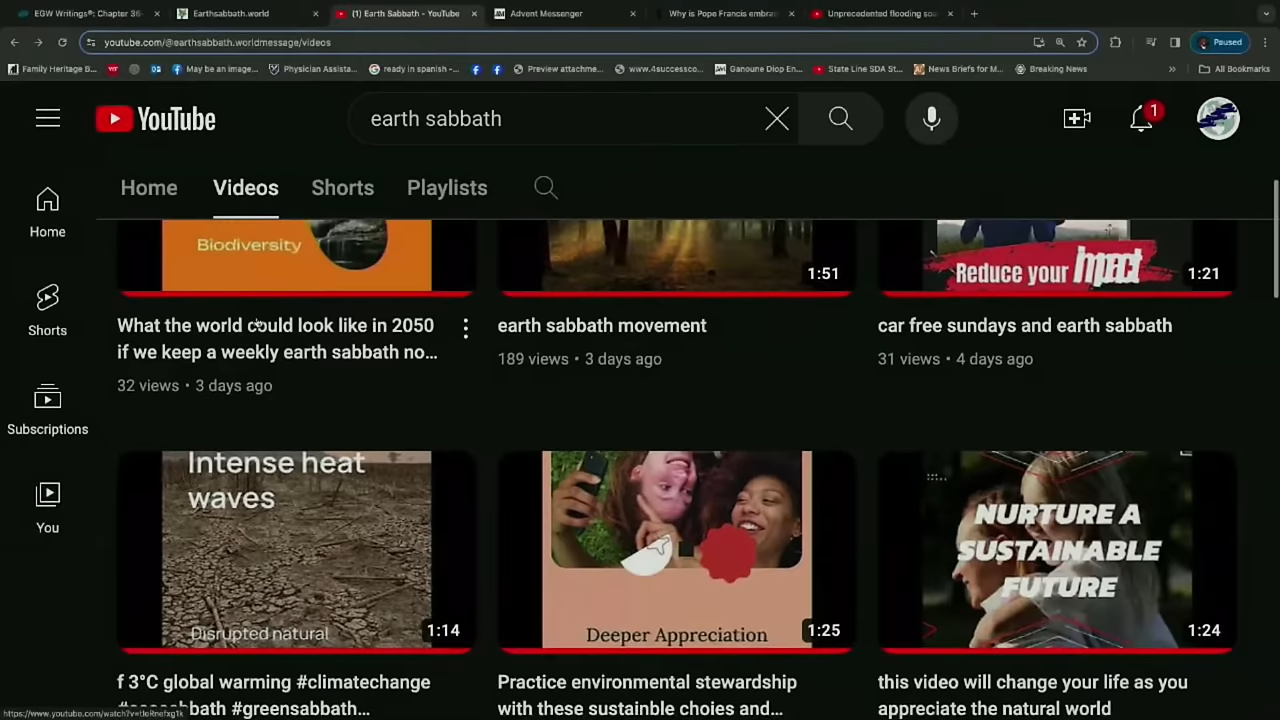 EGW Writings®: Chapter 36-
Earthsabbath.world
(1) Earth Sabbath - YouTube
Advent Messenger
Why is Pope Francis embra
Unprecedented flooding soa
youtube.com/@earthsabbath.worldmessage/videos
Paused
Family Heritage B...
May be an image...
Physician Assista...
ready in spanish -...
Preview attachme...
www.4successco...
Ganoune Diop En...
State Line SDA St...
News Briefs for M...
Breaking News
All Bookmarks
YouTube
earth sabbath
1
Home
Videos
Shorts
Playlists
Home
Shorts
Subscriptions
You
Biodiversity
1:51
Reduce your impact
1:21
What the world could look like in 2050
if we keep a weekly earth sabbath no...
32 views • 3 days ago
earth sabbath movement
189 views • 3 days ago
car free sundays and earth sabbath
31 views • 4 days ago
Intense heat
waves
Disrupted natural
1:14
Deeper Appreciation
1:25
NURTURE A
SUSTAINABLE
FUTURE
1:24
f 3°C global warming #climatechange
#greensabbath...
Practice environmental stewardship
with these sustainble choies and...
this video will change your life as you
appreciate the natural world